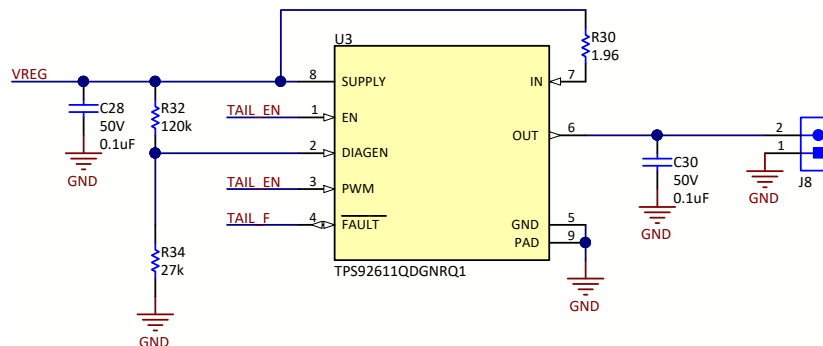 U3
R30
1.96
VREG
8
SUPPLY
IN
7
C28
50V
0.1uF
R32
120k
TAIL_EN
1
EN
OUT
6
2
DIAGEN
2
1
J8
C30
50V
0.1uF
GND
TAIL_EN
3
PWM
TAIL_F
4
FAULT
GND
5
PAD
9
GND
GND
R34
27k
TPS92611QDGNRQ1
GND
GND